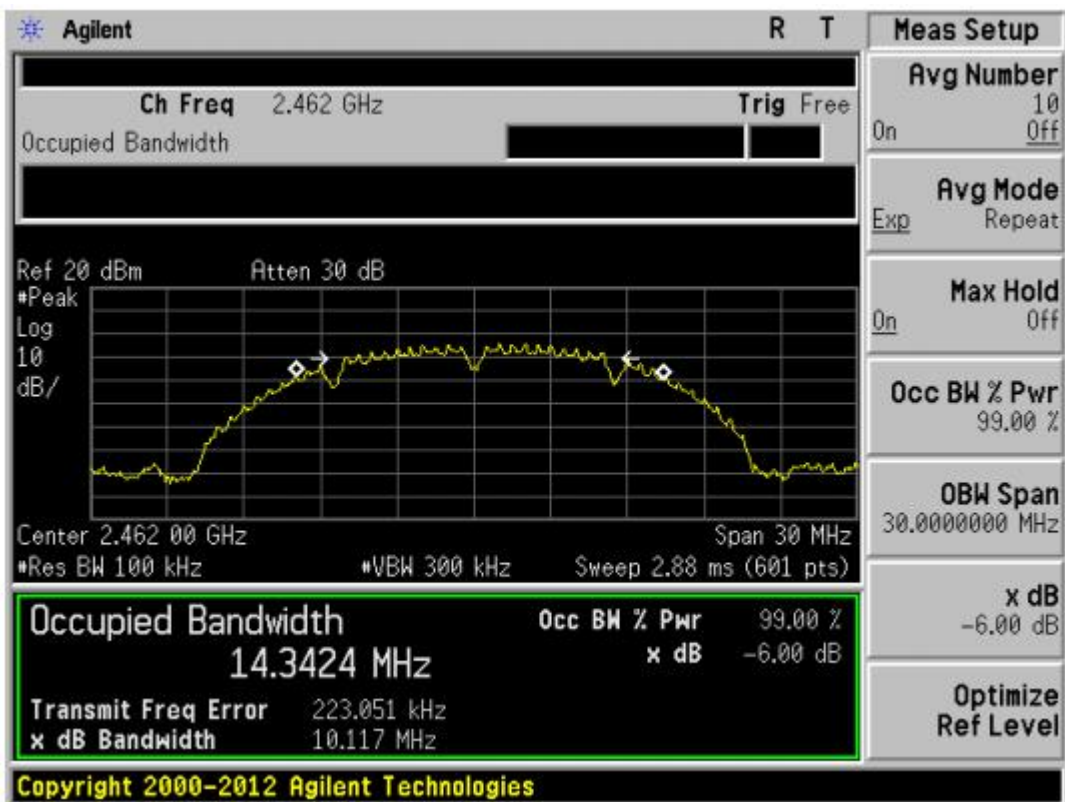 Agilent R T Meas Setup
Ch Freq 2.462 GHz Trig Free
Occupied Bandwidth
Avg Number
10
On Off
Avg Mode
Exp Repeat
Max Hold
On Off
Occ BW % Pwr
99.00 %
OBW Span
30.0000000 MHz
x dB
-6.00 dB
Optimize
Ref Level
Ref 20 dBm Atten 30 dB
#Peak
Log
10
dB/
Center 2.462 00 GHz Span 30 MHz
#Res BW 100 kHz #VBW 300 kHz Sweep 2.88 ms (601 pts)
Occupied Bandwidth Occ BW % Pwr 99.00 %
14.3424 MHz x dB -6.00 dB
Transmit Freq Error 223.051 kHz
x dB Bandwidth 10.117 MHz
Copyright 2000-2012 Agilent Technologies